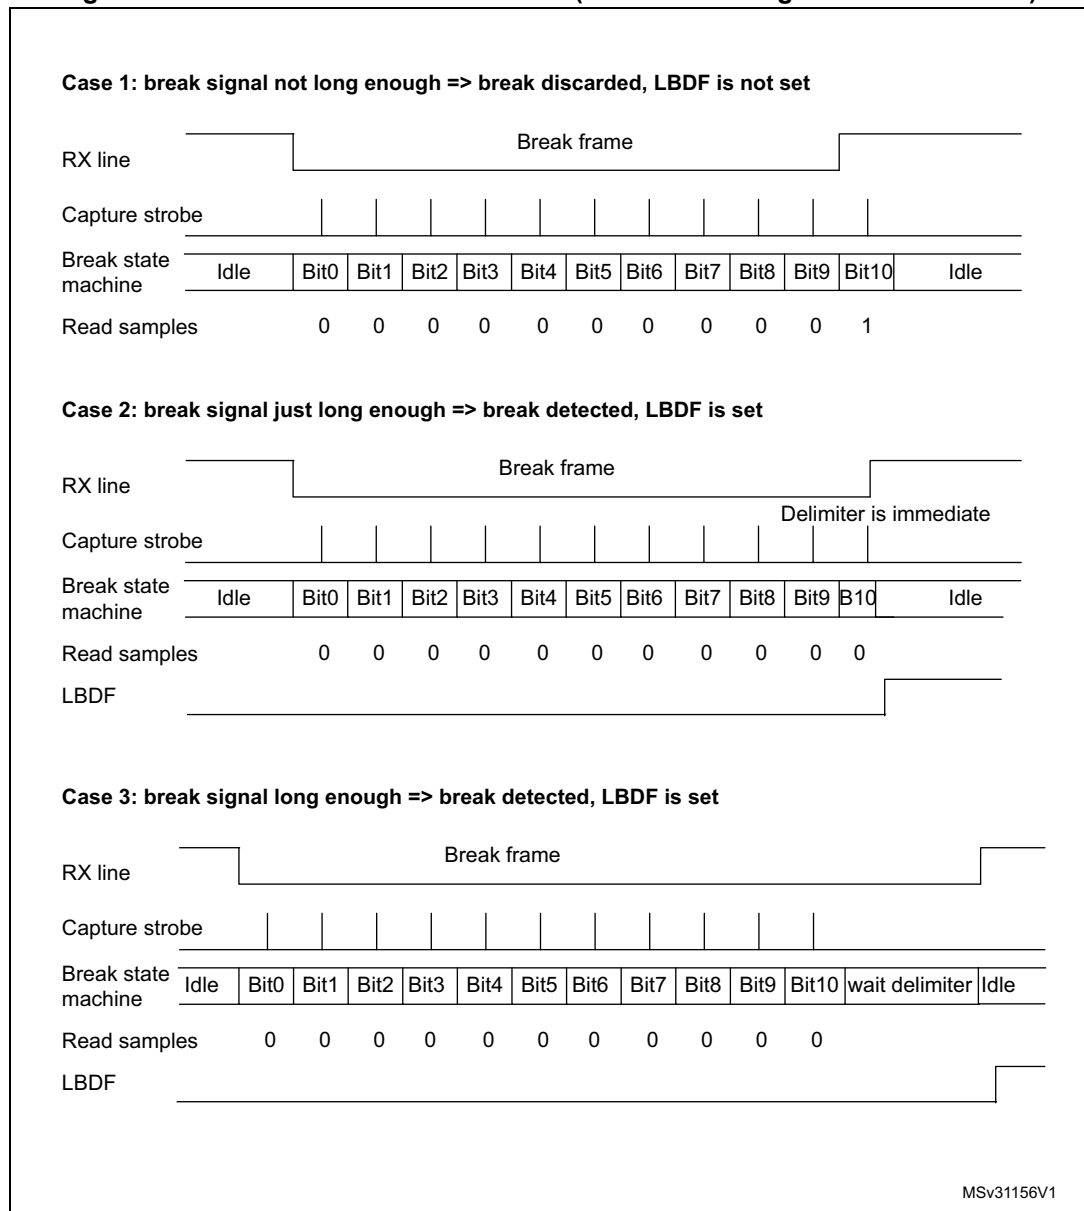 Case 1: break signal not long enough => break discarded, LBDF is not set
Break frame
RX line
Capture strobe
Break state machine Idle Bit0 Bit1 Bit2 Bit3 Bit4 Bit5 Bit6 Bit7 Bit8 Bit9 Bit10 Idle
Read samples 0 0 0 0 0 0 0 0 0 0 1
Case 2: break signal just long enough => break detected, LBDF is set
Break frame
RX line
Delimiter is immediate
Capture strobe
Break state machine Idle Bit0 Bit1 Bit2 Bit3 Bit4 Bit5 Bit6 Bit7 Bit8 Bit9 B10 Idle
Read samples 0 0 0 0 0 0 0 0 0 0 0
LBDF
Case 3: break signal long enough => break detected, LBDF is set
Break frame
RX line
Capture strobe
Break state machine Idle Bit0 Bit1 Bit2 Bit3 Bit4 Bit5 Bit6 Bit7 Bit8 Bit9 Bit10 wait delimiter Idle
Read samples 0 0 0 0 0 0 0 0 0 0 0
LBDF
MSv31156V1